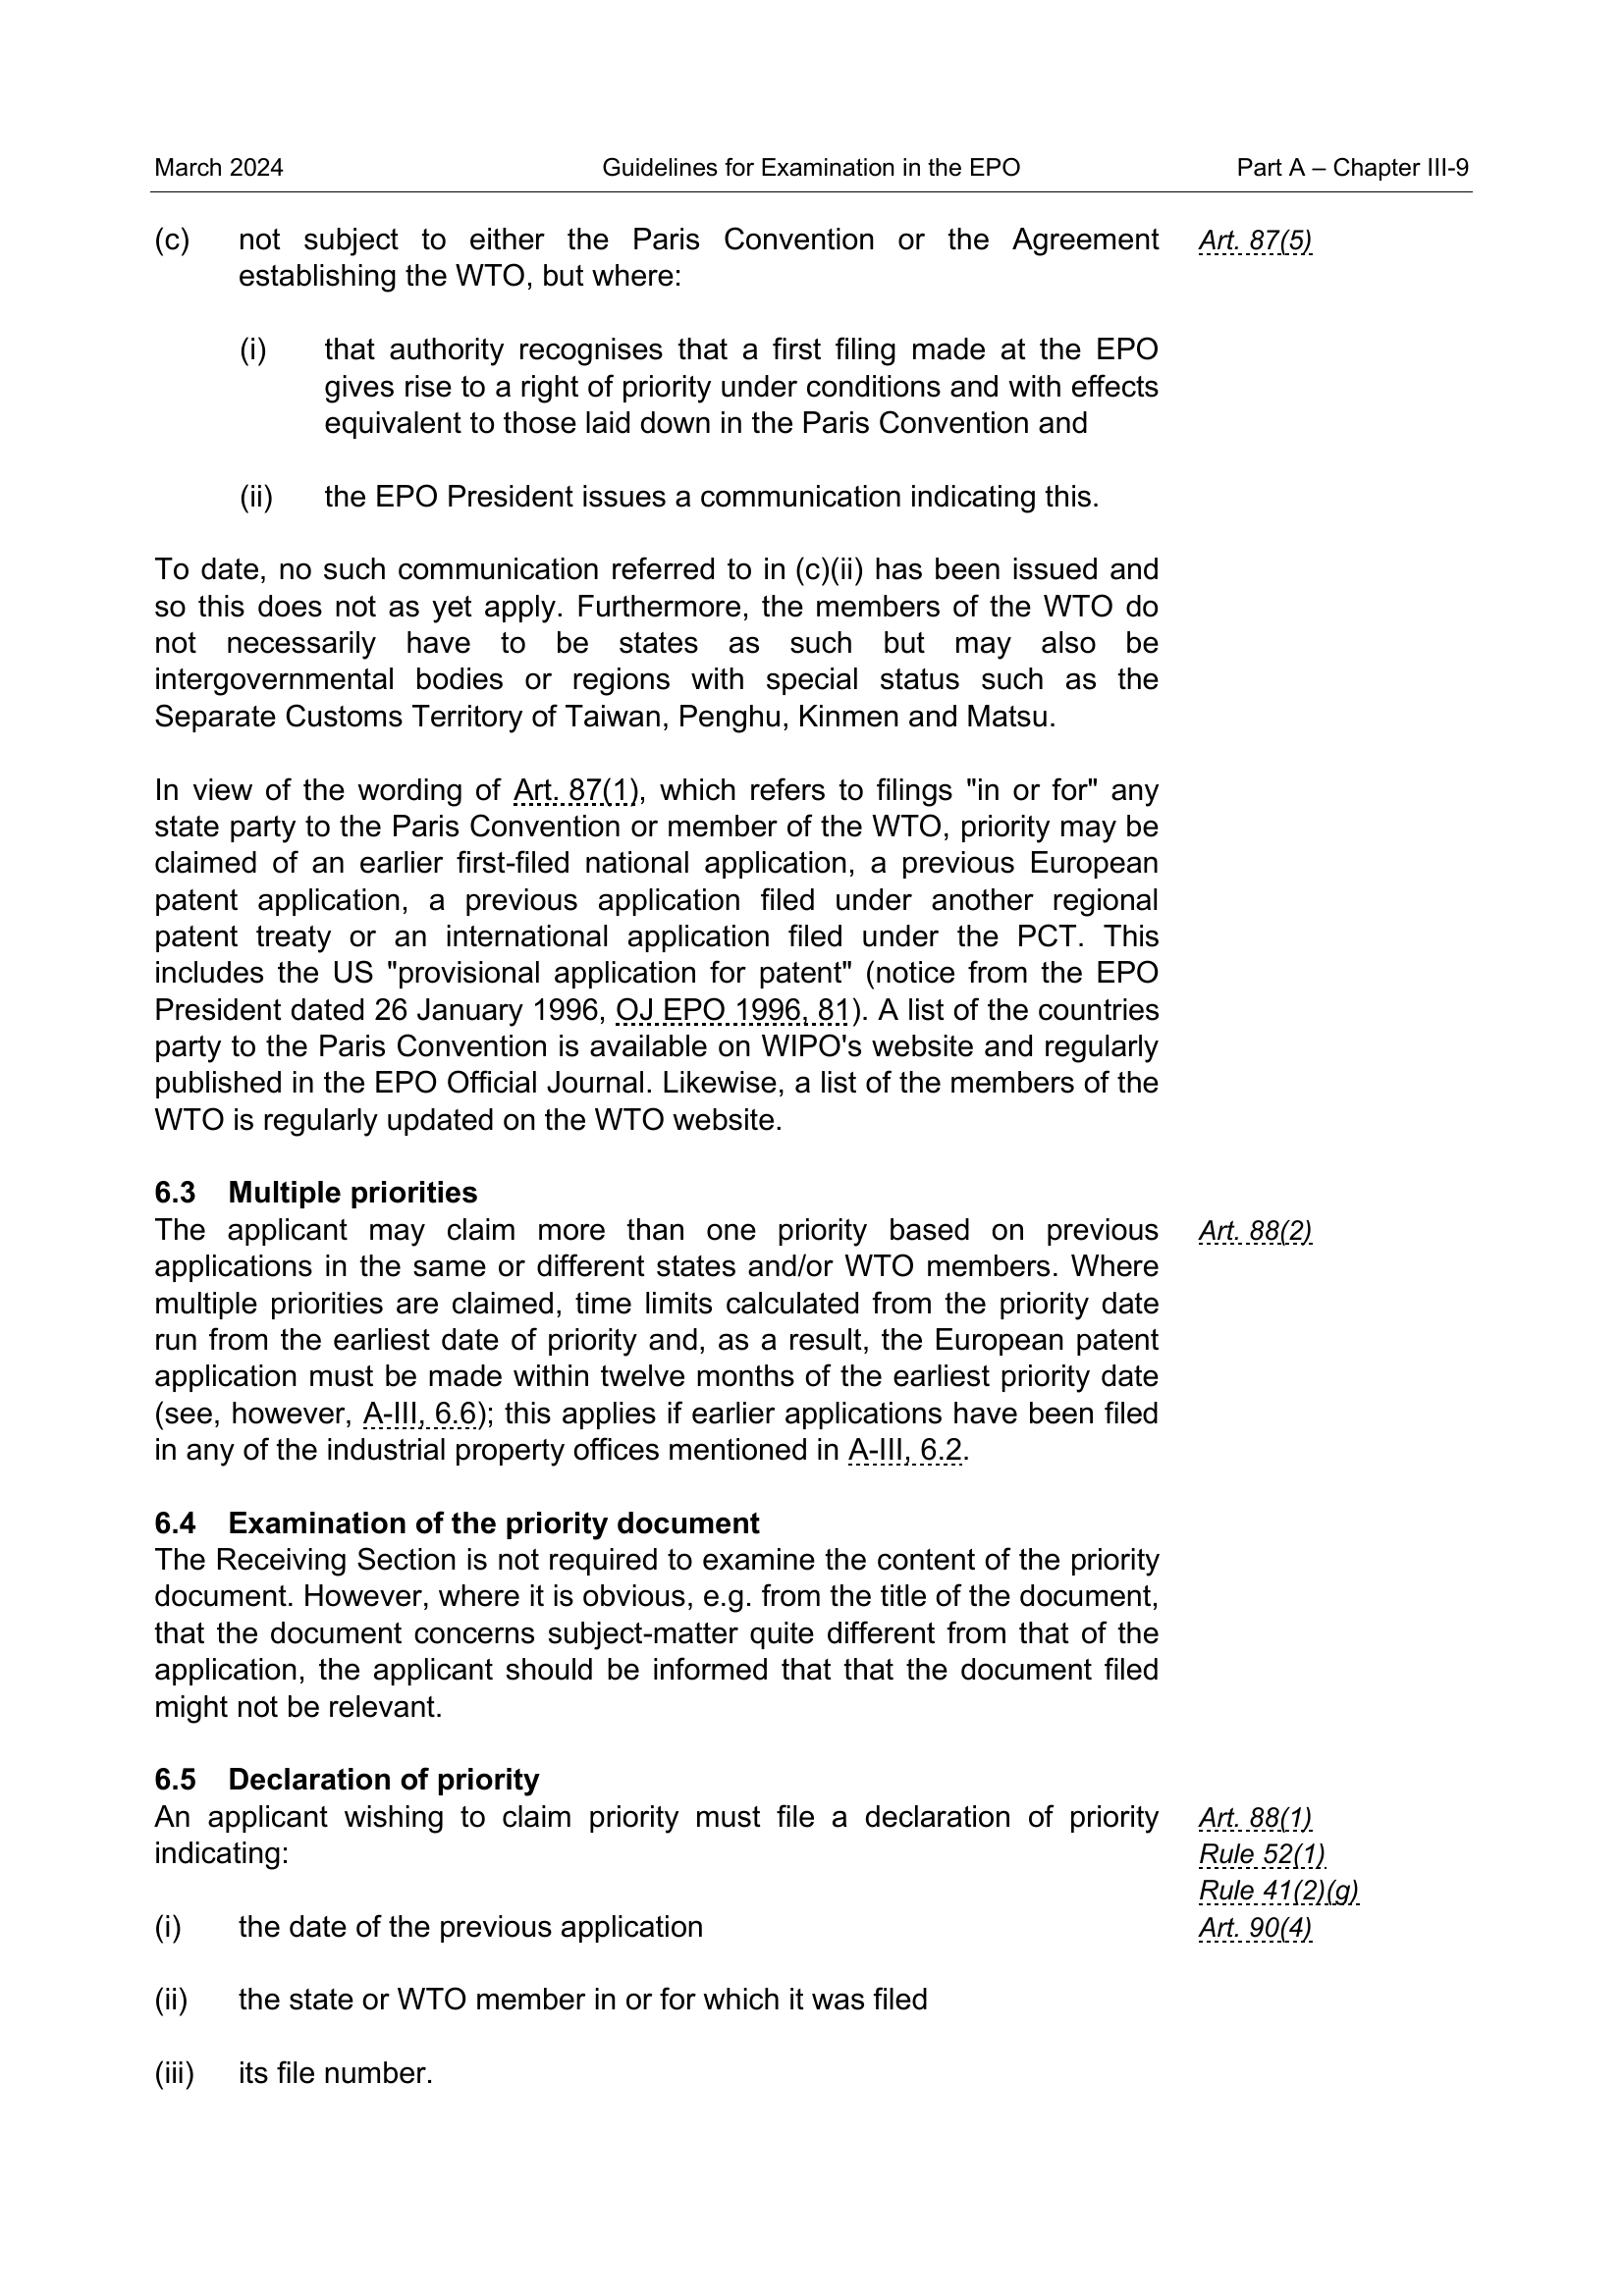 March 2024 Guidelines for Examination in the EPO Part A – Chapter III-9
(c) not subject to either the Paris Convention or the Agreement Art. 87(5)
establishing the WTO, but where:
(i) that authority recognises that a first filing made at the EPO
gives rise to a right of priority under conditions and with effects
equivalent to those laid down in the Paris Convention and
(ii) the EPO President issues a communication indicating this.
To date, no such communication referred to in (c)(ii) has been issued and
so this does not as yet apply. Furthermore, the members of the WTO do
not necessarily have to be states as such but may also be
intergovernmental bodies or regions with special status such as the
Separate Customs Territory of Taiwan, Penghu, Kinmen and Matsu.
In view of the wording of Art. 87(1), which refers to filings "in or for" any
state party to the Paris Convention or member of the WTO, priority may be
claimed of an earlier first-filed national application, a previous European
patent application, a previous application filed under another regional
patent treaty or an international application filed under the PCT. This
includes the US "provisional application for patent" (notice from the EPO
President dated 26 January 1996, OJ EPO 1996, 81). A list of the countries
party to the Paris Convention is available on WIPO's website and regularly
published in the EPO Official Journal. Likewise, a list of the members of the
WTO is regularly updated on the WTO website.
6.3 Multiple priorities
The applicant may claim more than one priority based on previous Art. 88(2)
applications in the same or different states and/or WTO members. Where
multiple priorities are claimed, time limits calculated from the priority date
run from the earliest date of priority and, as a result, the European patent
application must be made within twelve months of the earliest priority date
(see, however, A-III, 6.6); this applies if earlier applications have been filed
in any of the industrial property offices mentioned in A-III, 6.2.
6.4 Examination of the priority document
The Receiving Section is not required to examine the content of the priority
document. However, where it is obvious, e.g. from the title of the document,
that the document concerns subject-matter quite different from that of the
application, the applicant should be informed that that the document filed
might not be relevant.
6.5 Declaration of priority
An applicant wishing to claim priority must file a declaration of priority Art. 88(1)
indicating: Rule 52(1)
Rule 41(2)(g)
(i) the date of the previous application Art. 90(4)
(ii) the state or WTO member in or for which it was filed
(iii) its file number.